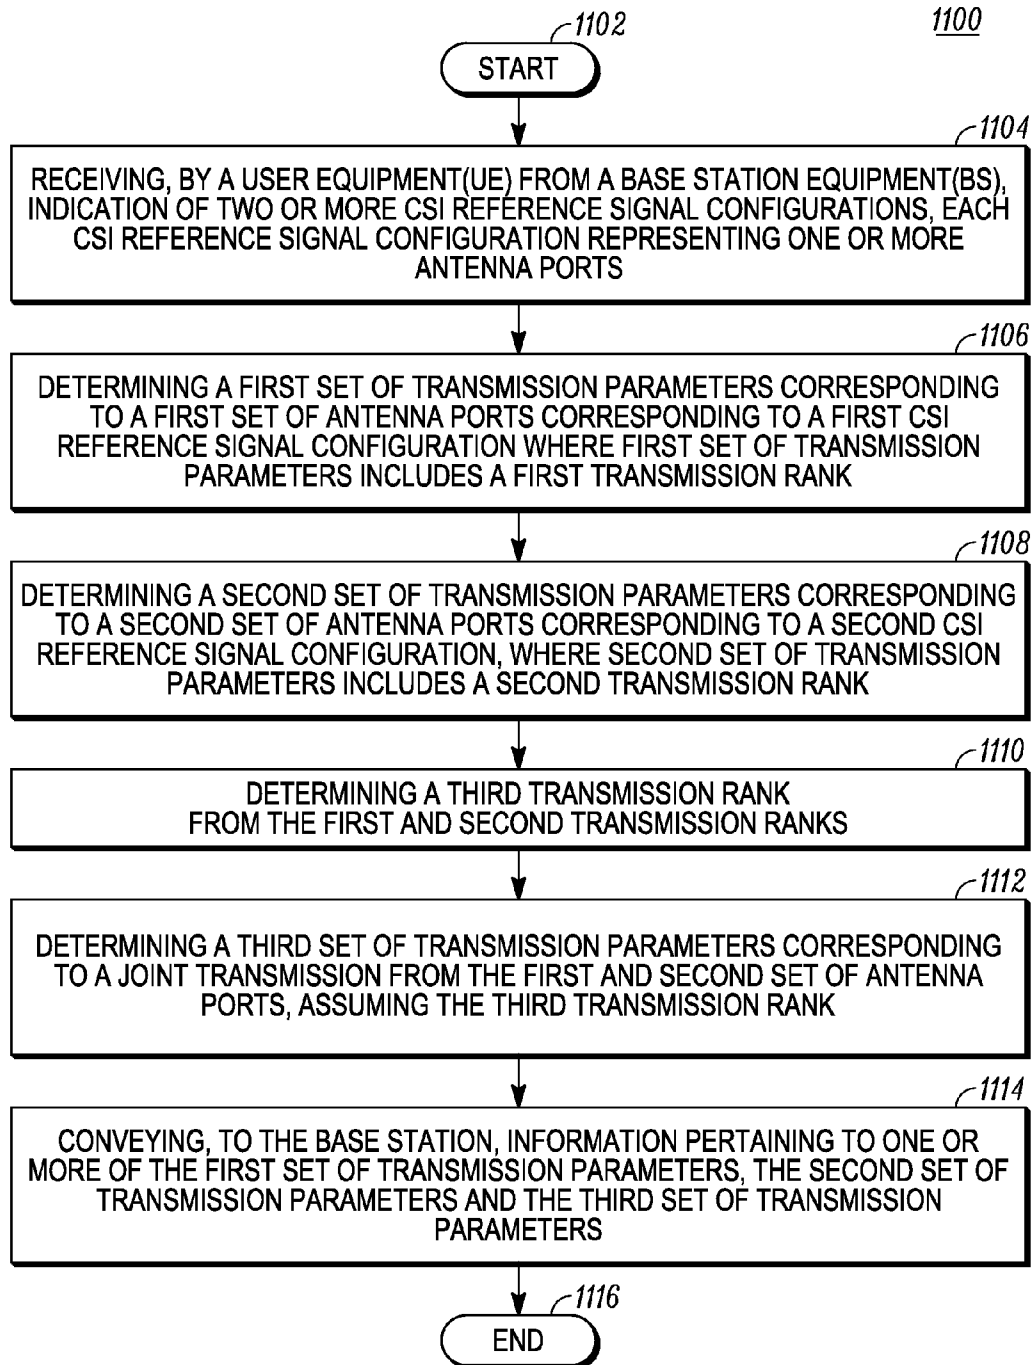 1100
1102
START
1104
RECEIVING, BY A USER EQUIPMENT(UE) FROM A BASE STATION EQUIPMENT(BS),
INDICATION OF TWO OR MORE CSI REFERENCE SIGNAL CONFIGURATIONS, EACH
CSI REFERENCE SIGNAL CONFIGURATION REPRESENTING ONE OR MORE
ANTENNA PORTS
1106
DETERMINING A FIRST SET OF TRANSMISSION PARAMETERS CORRESPONDING
TO A FIRST SET OF ANTENNA PORTS CORRESPONDING TO A FIRST CSI
REFERENCE SIGNAL CONFIGURATION WHERE FIRST SET OF TRANSMISSION
PARAMETERS INCLUDES A FIRST TRANSMISSION RANK
1108
DETERMINING A SECOND SET OF TRANSMISSION PARAMETERS CORRESPONDING
TO A SECOND SET OF ANTENNA PORTS CORRESPONDING TO A SECOND CSI
REFERENCE SIGNAL CONFIGURATION, WHERE SECOND SET OF TRANSMISSION
PARAMETERS INCLUDES A SECOND TRANSMISSION RANK
1110
DETERMINING A THIRD TRANSMISSION RANK
FROM THE FIRST AND SECOND TRANSMISSION RANKS
1112
DETERMINING A THIRD SET OF TRANSMISSION PARAMETERS CORRESPONDING
TO A JOINT TRANSMISSION FROM THE FIRST AND SECOND SET OF ANTENNA
PORTS, ASSUMING THE THIRD TRANSMISSION RANK
1114
CONVEYING, TO THE BASE STATION, INFORMATION PERTAINING TO ONE OR
MORE OF THE FIRST SET OF TRANSMISSION PARAMETERS, THE SECOND SET OF
TRANSMISSION PARAMETERS AND THE THIRD SET OF TRANSMISSION
PARAMETERS
1116
END